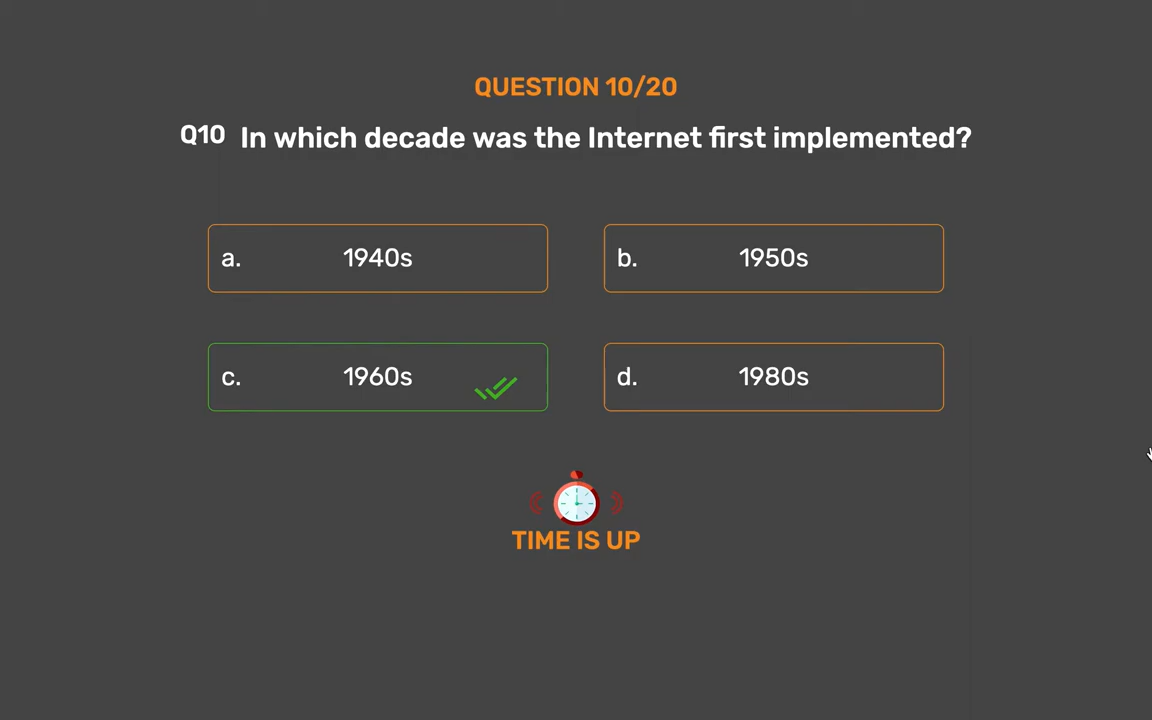 QUESTION 10/20
Q10 In which decade was the Internet first implemented?
a. 1940s
b. 1950s
c. 1960s
d. 1980s
TIME IS UP